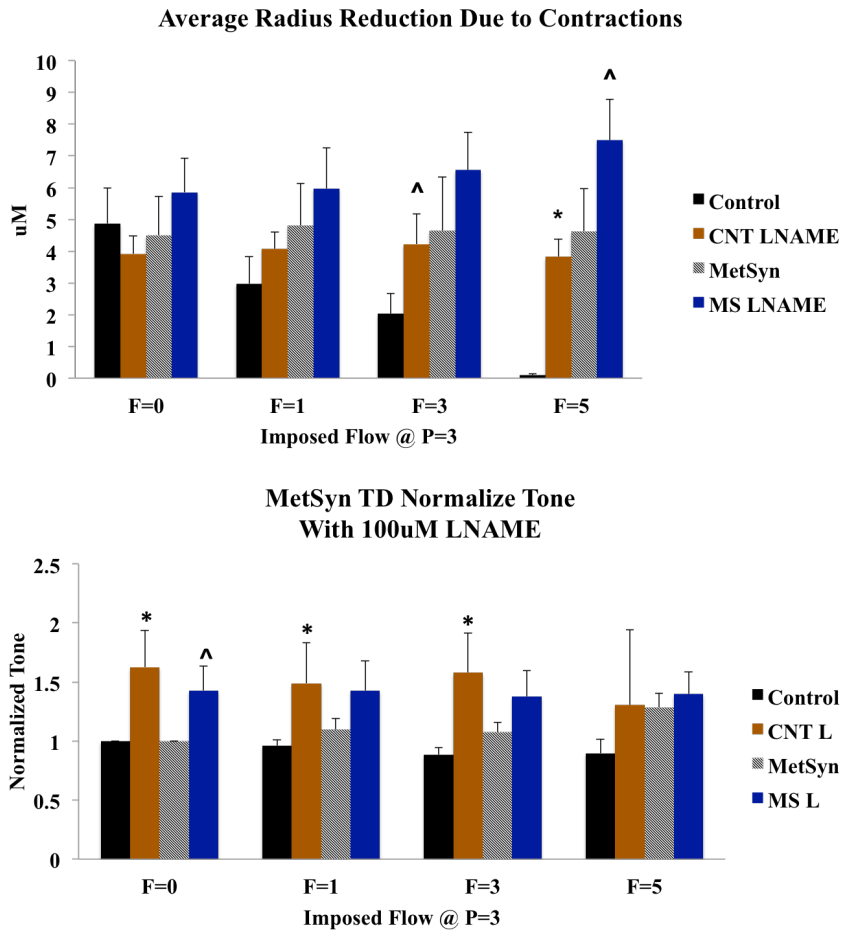 Average Radius Reduction Due to Contractions
10
9
8
7
6
5
4
3
2
1
0
uM
^
^
*
Control
CNT LNAME
MetSyn
MS LNAME
F=0 F=1 F=3 F=5
Imposed Flow @ P=3
MetSyn TD Normalize Tone
With 100uM LNAME
2.5
2
1.5
1
0.5
0
Normalized Tone
* ^ * *
Control
CNT L
MetSyn
MS L
F=0 F=1 F=3 F=5
Imposed Flow @ P=3